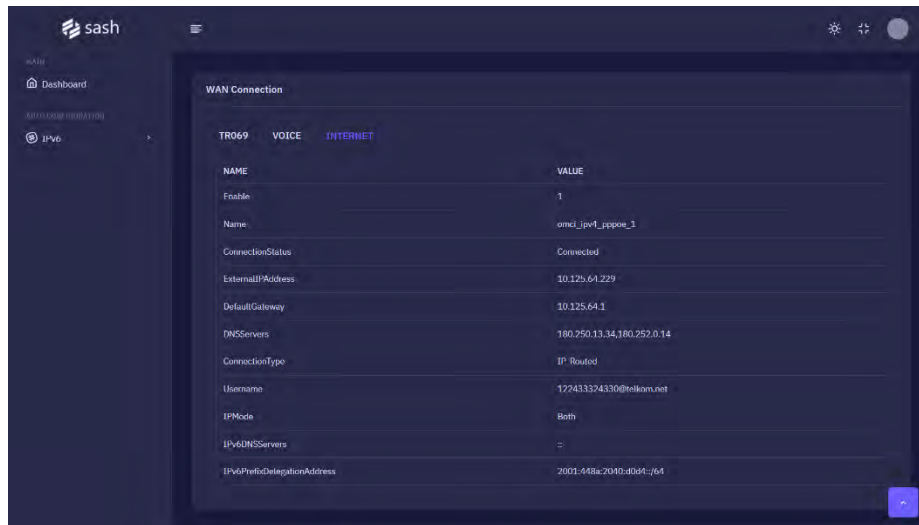 sash
MAIN
Dashboard
IPv6
WAN Connection
TR069 VOICE INTERNET
NAME VALUE
Enable 1
Name omci_ipv4_pppoe_1
ConnectionStatus Connected
ExternalIPAddress 10.125.64.229
DefaultGateway 10.125.64.1
DNSServers 180.250.13.34,180.252.0.14
ConnectionType IP Routed
Username 122433324330@telkom.net
IPMode Both
IPv6DNSServers ::
IPv6PrefixDelegationAddress 2001:448a:2040:d0d4::/64